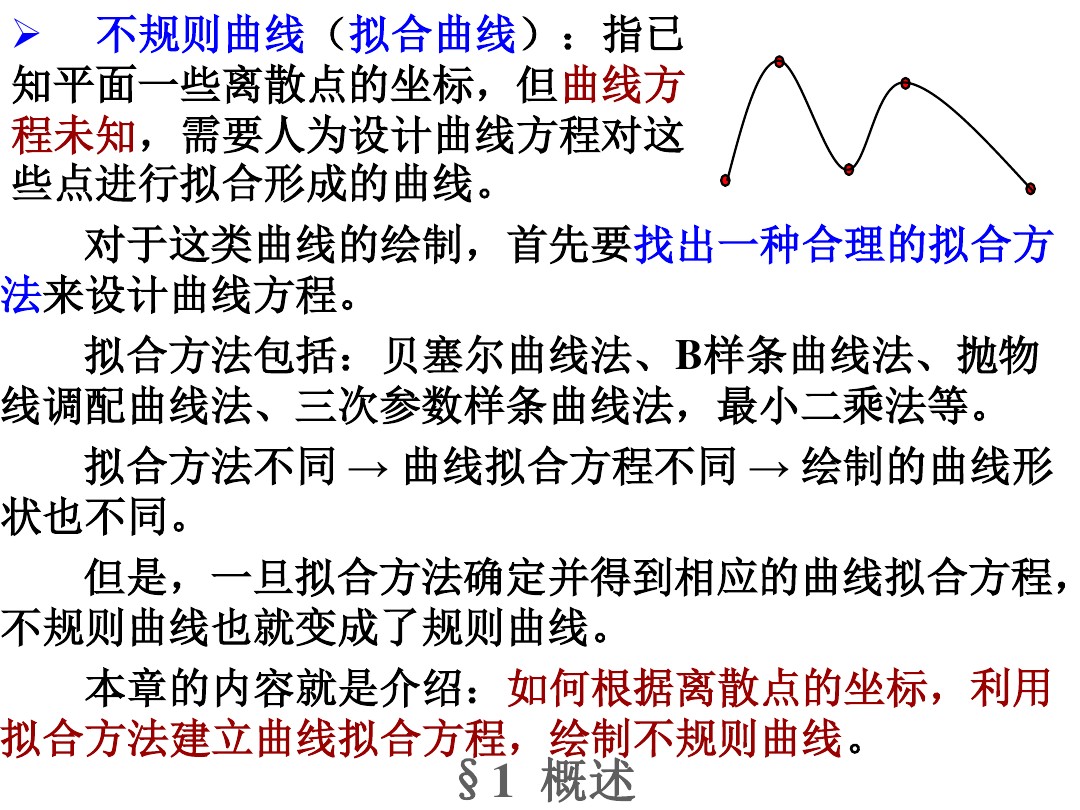 ➢ 不规则曲线（拟合曲线）：指已
知平面一些离散点的坐标，但曲线方
程未知，需要人为设计曲线方程对这
些点进行拟合形成的曲线。
对于这类曲线的绘制，首先要找出一种合理的拟合方
法来设计曲线方程。
拟合方法包括：贝塞尔曲线法、B样条曲线法、抛物
线调配曲线法、三次参数样条曲线法，最小二乘法等。
拟合方法不同 → 曲线拟合方程不同 → 绘制的曲线形
状也不同。
但是，一旦拟合方法确定并得到相应的曲线拟合方程，
不规则曲线也就变成了规则曲线。
本章的内容就是介绍：如何根据离散点的坐标，利用
拟合方法建立曲线拟合方程，绘制不规则曲线。
§1 概述